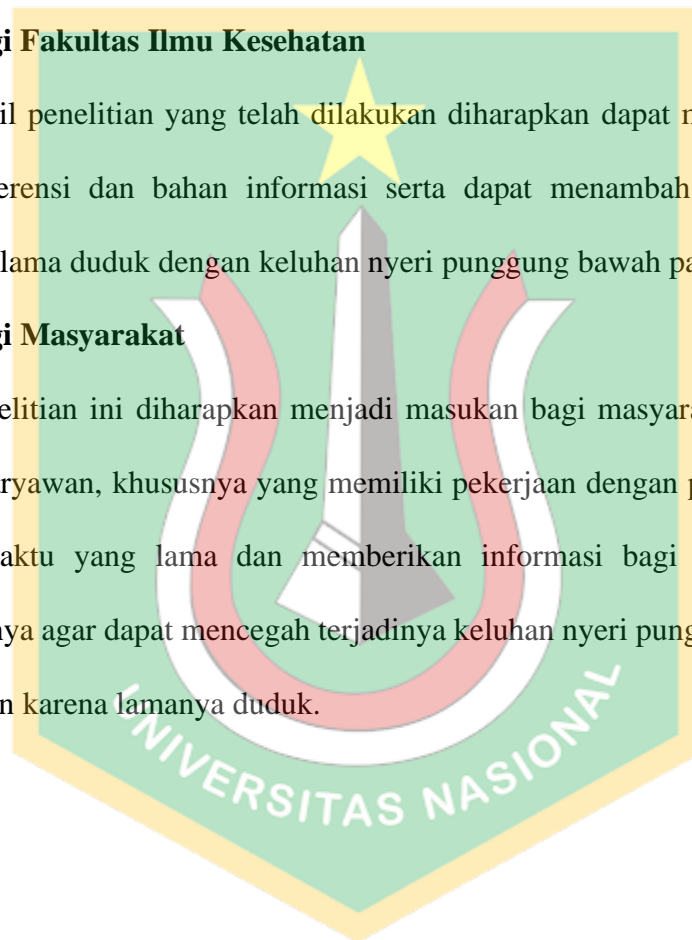 gi Fakultas Ilmu Kesehatan
il penelitian yang telah dilakukan diharapkan dapat
erensi dan bahan informasi serta dapat menambah
lama duduk dengan keluhan nyeri punggung bawah pa
gi Masyarakat
elitian ini diharapkan menjadi masukan bagi masyara
aryawan, khususnya yang memiliki pekerjaan dengan p
aktu yang lama dan memberikan informasi bagi
nya agar dapat mencegah terjadinya keluhan nyeri pung
n karena lamanya duduk.
UNIVERSITAS NASIONAL